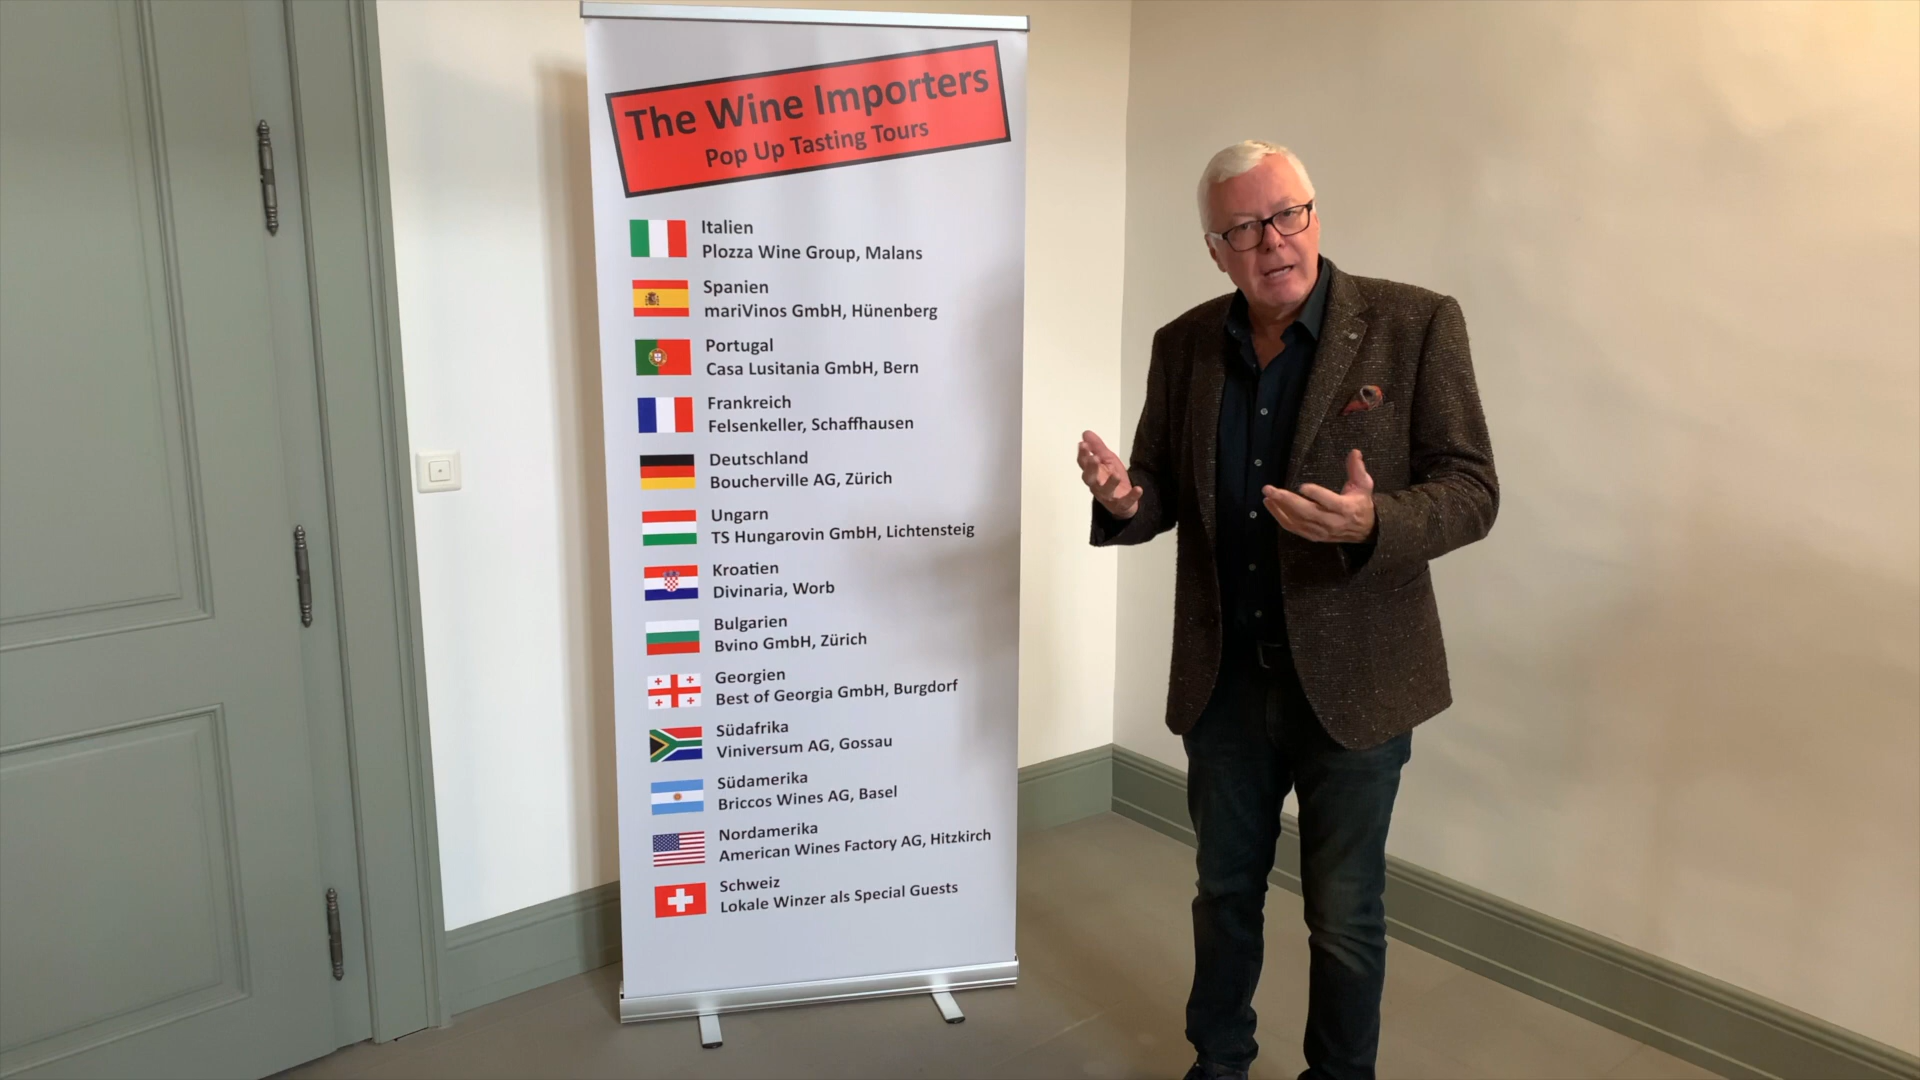 The Wine Importers
Pop Up Tasting Tours
Italien
Plozza Wine Group, Malans
Spanien
mariVinos GmbH, Hünenberg
Portugal
Casa Lusitania GmbH, Bern
Frankreich
Felsenkeller, Schaffhausen
Deutschland
Boucherville AG, Zürich
Ungarn
TS Hungarovin GmbH, Lichtensteig
Kroatien
Divinaria, Worb
Bulgarien
Bvino GmbH, Zürich
Georgien
Best of Georgia GmbH, Burgdorf
Südafrika
Viniversum AG, Gossau
Südamerika
Briccos Wines AG, Basel
Nordamerika
American Wines Factory AG, Hitzkirch
Schweiz
Lokale Winzer als Special Guests